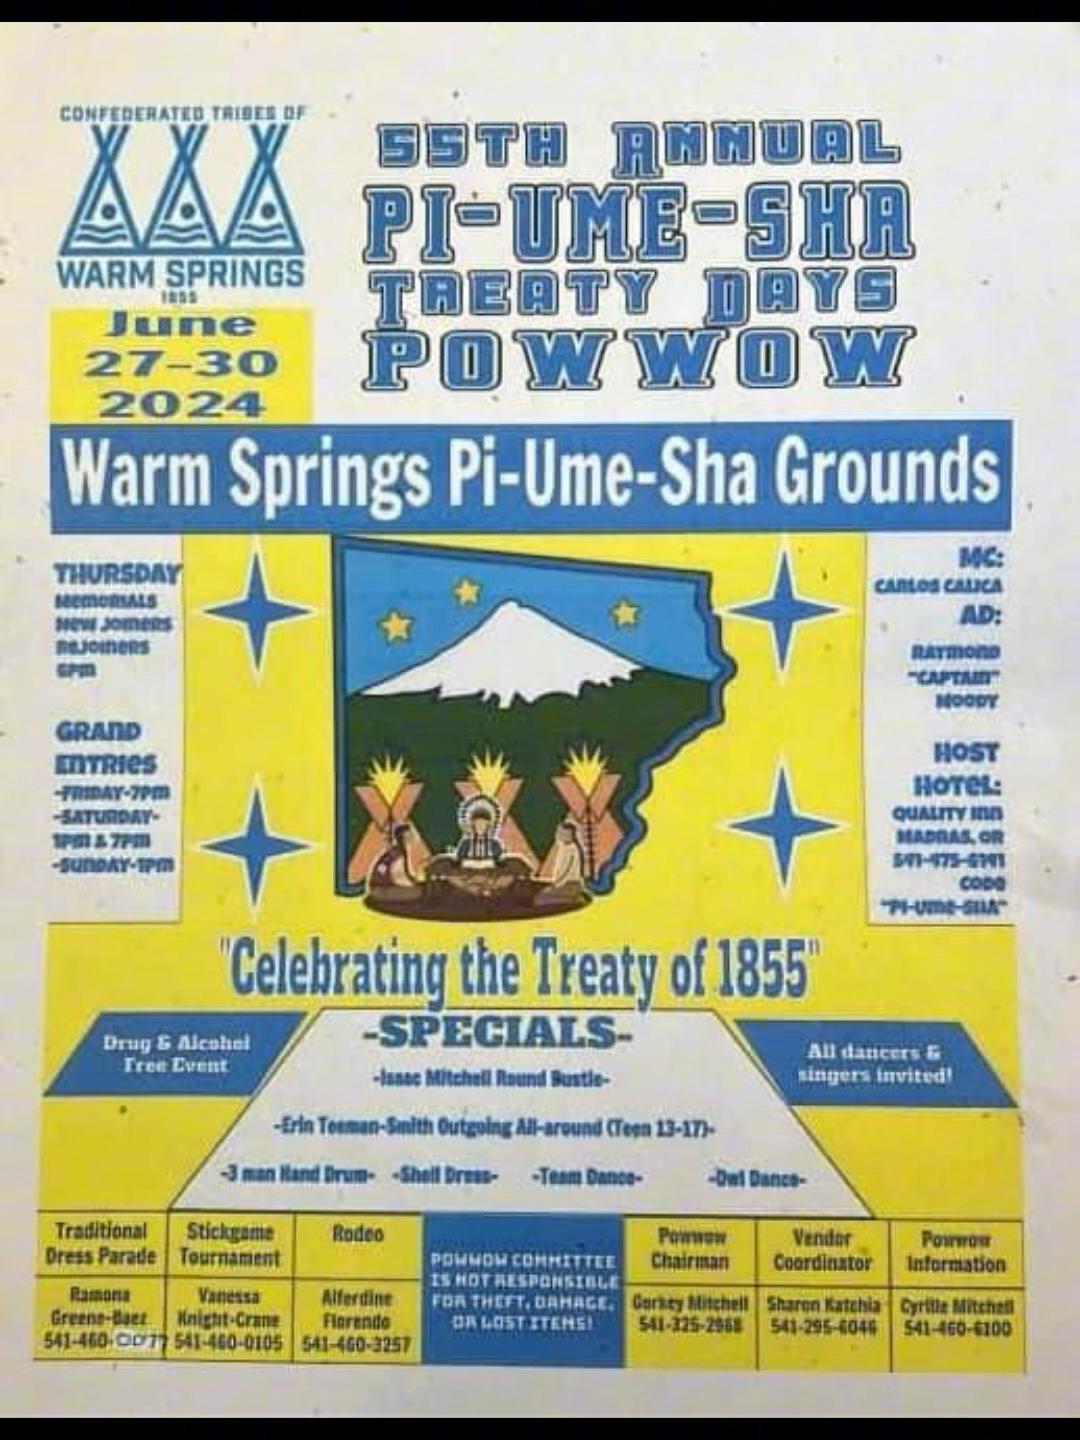 CONFEDERATED TRIBES OF
WARM SPRINGS
1855
June
27-30
2024
55TH ANNUAL
PI-UME-SHA
TREATY DAYS
POWWOW
Warm Springs Pi-Ume-Sha Grounds
THURSDAY
MEMORIALS
NEW JOINERS
REJOINERS
6PM
GRAND
ENTRIES
-FRIDAY-7PM
-SATURDAY-
1PM & 7PM
-SUNDAY-1PM
MC:
CARLOS CALICA
AD:
RAYMOND
"CAPTAIN"
MOODY
HOST
HOTEL:
QUALITY INN
MADRAS, OR
541-475-6141
CODE
"PI-UME-SHA"
"Celebrating the Treaty of 1855"
-SPECIALS-
Drug & Alcohol
Free Event
All dancers &
singers invited!
-Isaac Mitchell Round Bustle-
-Erin Teeman-Smith Outgoing All-around (Teen 13-17)-
-3 man Hand Drum- -Shell Dress- -Team Dance- -Owl Dance-
Traditional
Dress Parade
Ramona
Greene-Baez
541-460-0077
Stickgame
Tournament
Vanessa
Knight-Crane
541-460-0105
Rodeo
Alferdine
Florendo
541-460-3257
POWWOW COMMITTEE
IS NOT RESPONSIBLE
FOR THEFT, DAMAGE,
OR LOST ITEMS!
Powwow
Chairman
Gorkey Mitchell
541-325-2968
Vendor
Coordinator
Sharon Katchia
541-295-6046
Powwow
Information
Cyrille Mitchell
541-460-6100